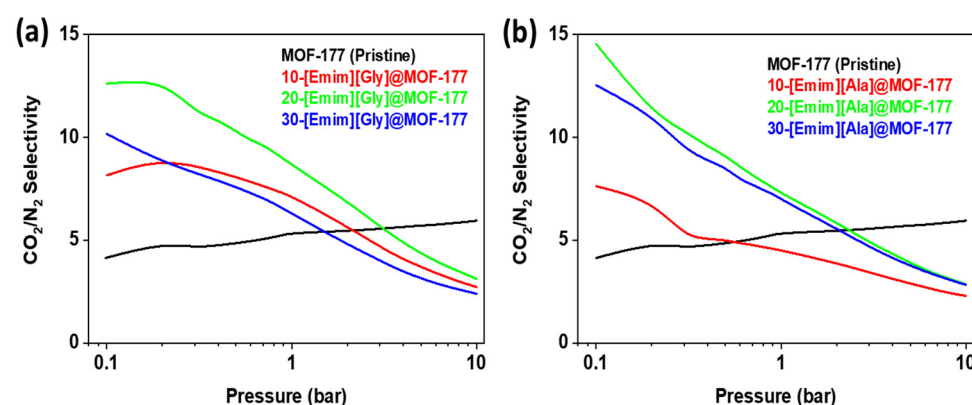 (a)
CO₂/N₂ Selectivity
15
10
5
0
MOF-177 (Pristine)
10-[Emim][Gly]@MOF-177
20-[Emim][Gly]@MOF-177
30-[Emim][Gly]@MOF-177
0.1
1
10
Pressure (bar)
(b)
CO₂/N₂ Selectivity
15
10
5
0
MOF-177 (Pristine)
10-[Emim][Ala]@MOF-177
20-[Emim][Ala]@MOF-177
30-[Emim][Ala]@MOF-177
0.1
1
10
Pressure (bar)